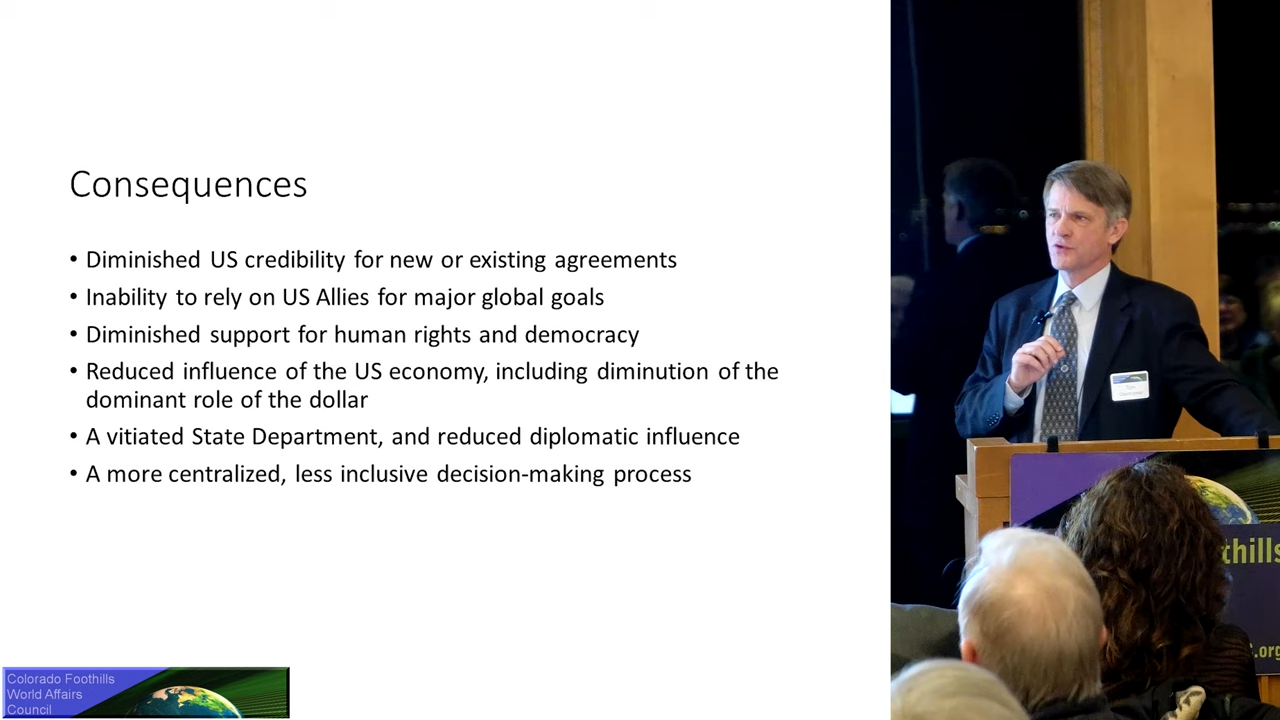 Consequences
• Diminished US credibility for new or existing agreements
• Inability to rely on US Allies for major global goals
• Diminished support for human rights and democracy
• Reduced influence of the US economy, including diminution of the
dominant role of the dollar
• A vitiated State Department, and reduced diplomatic influence
• A more centralized, less inclusive decision-making process
Colorado Foothills
World Affairs
Council
thills
.org